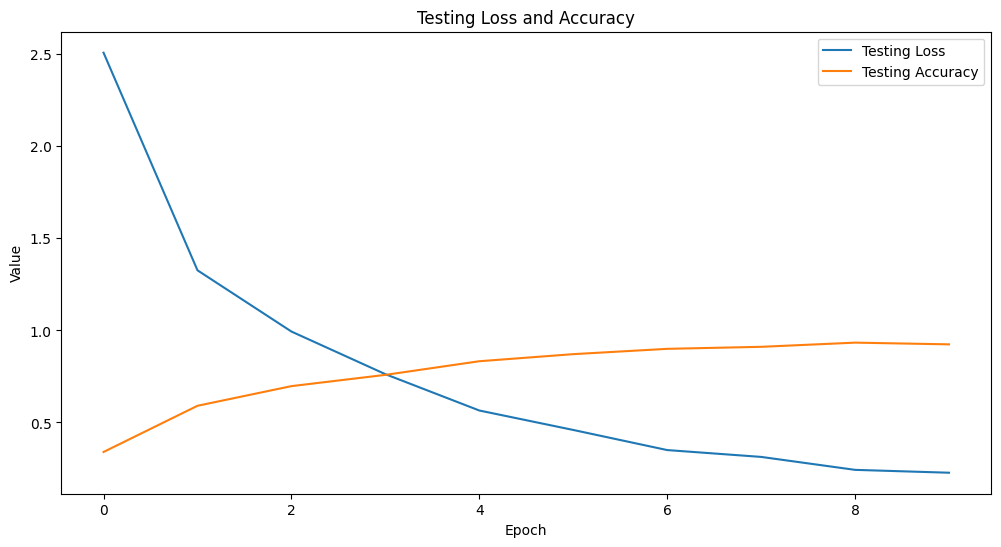 Testing Loss and Accuracy
Testing Loss
Testing Accuracy
2.5
2.0
1.5
1.0
0.5
Value
0 2 4 6 8
Epoch